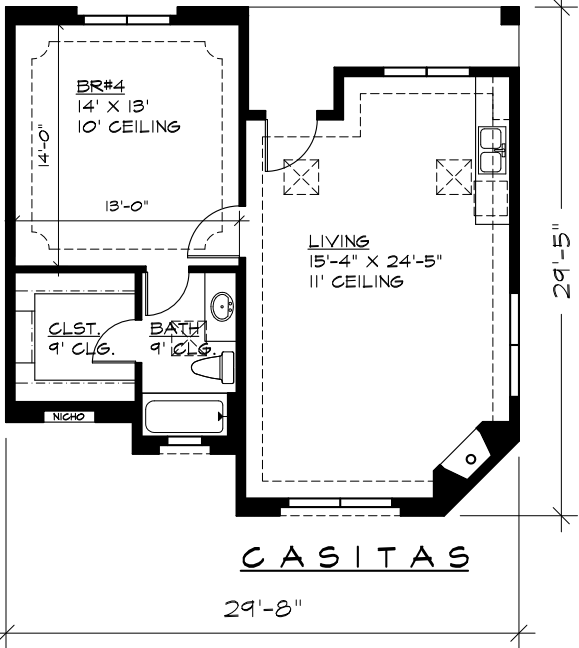 BR#4
14' X 13'
10' CEILING
14'-0"
13'-0"
LIVING
15'-4" X 24'-5"
11' CEILING
CLST.
9' CLG.
BATH
9' CLG.
NICHO
29'-5"
CASITAS
29'-8"